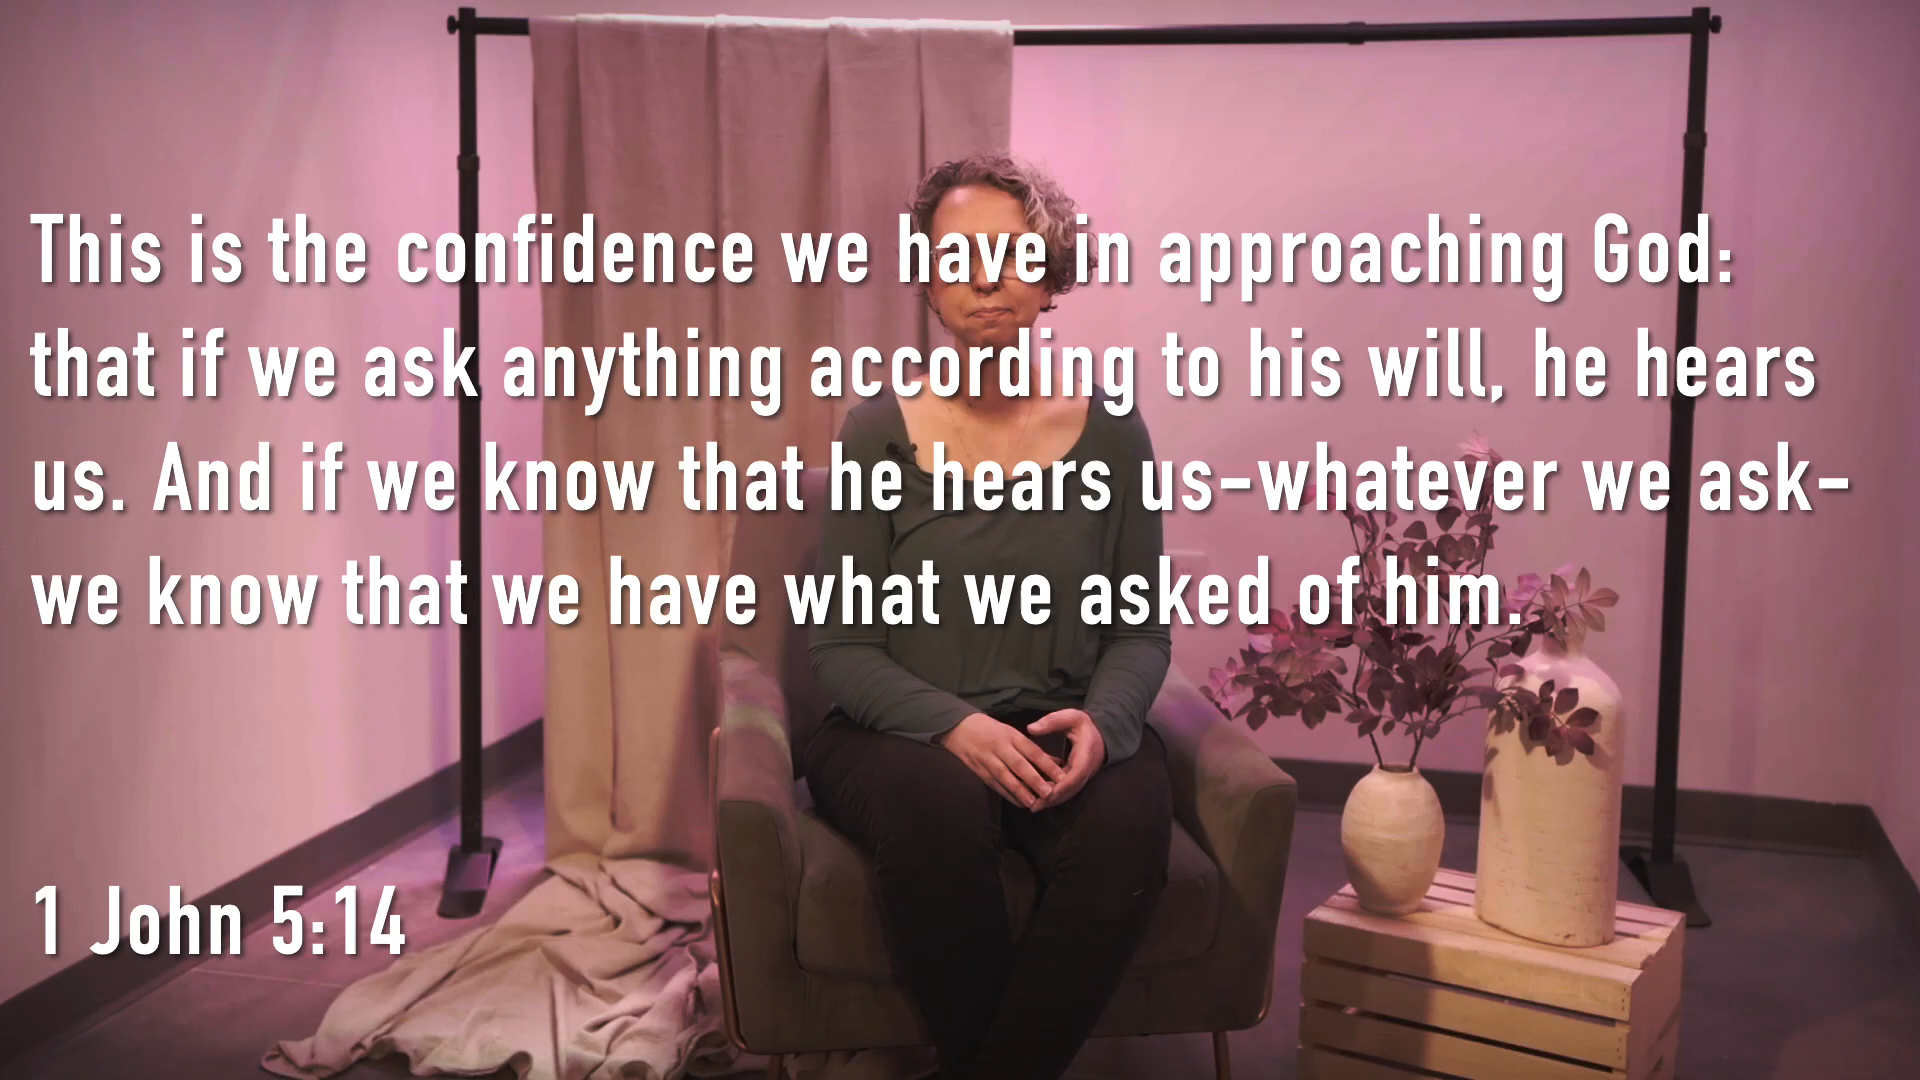 This is the confidence we have in approaching God:
that if we ask anything according to his will, he hears
us. And if we know that he hears us-whatever we ask-
we know that we have what we asked of him.
1 John 5:14